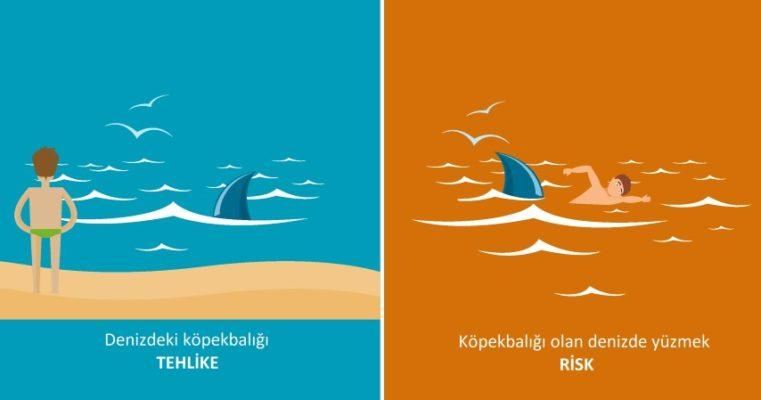 Denizdeki köpekbalığı
TEHLİKE
Köpekbalığı olan denizde yüzmek
RİSK